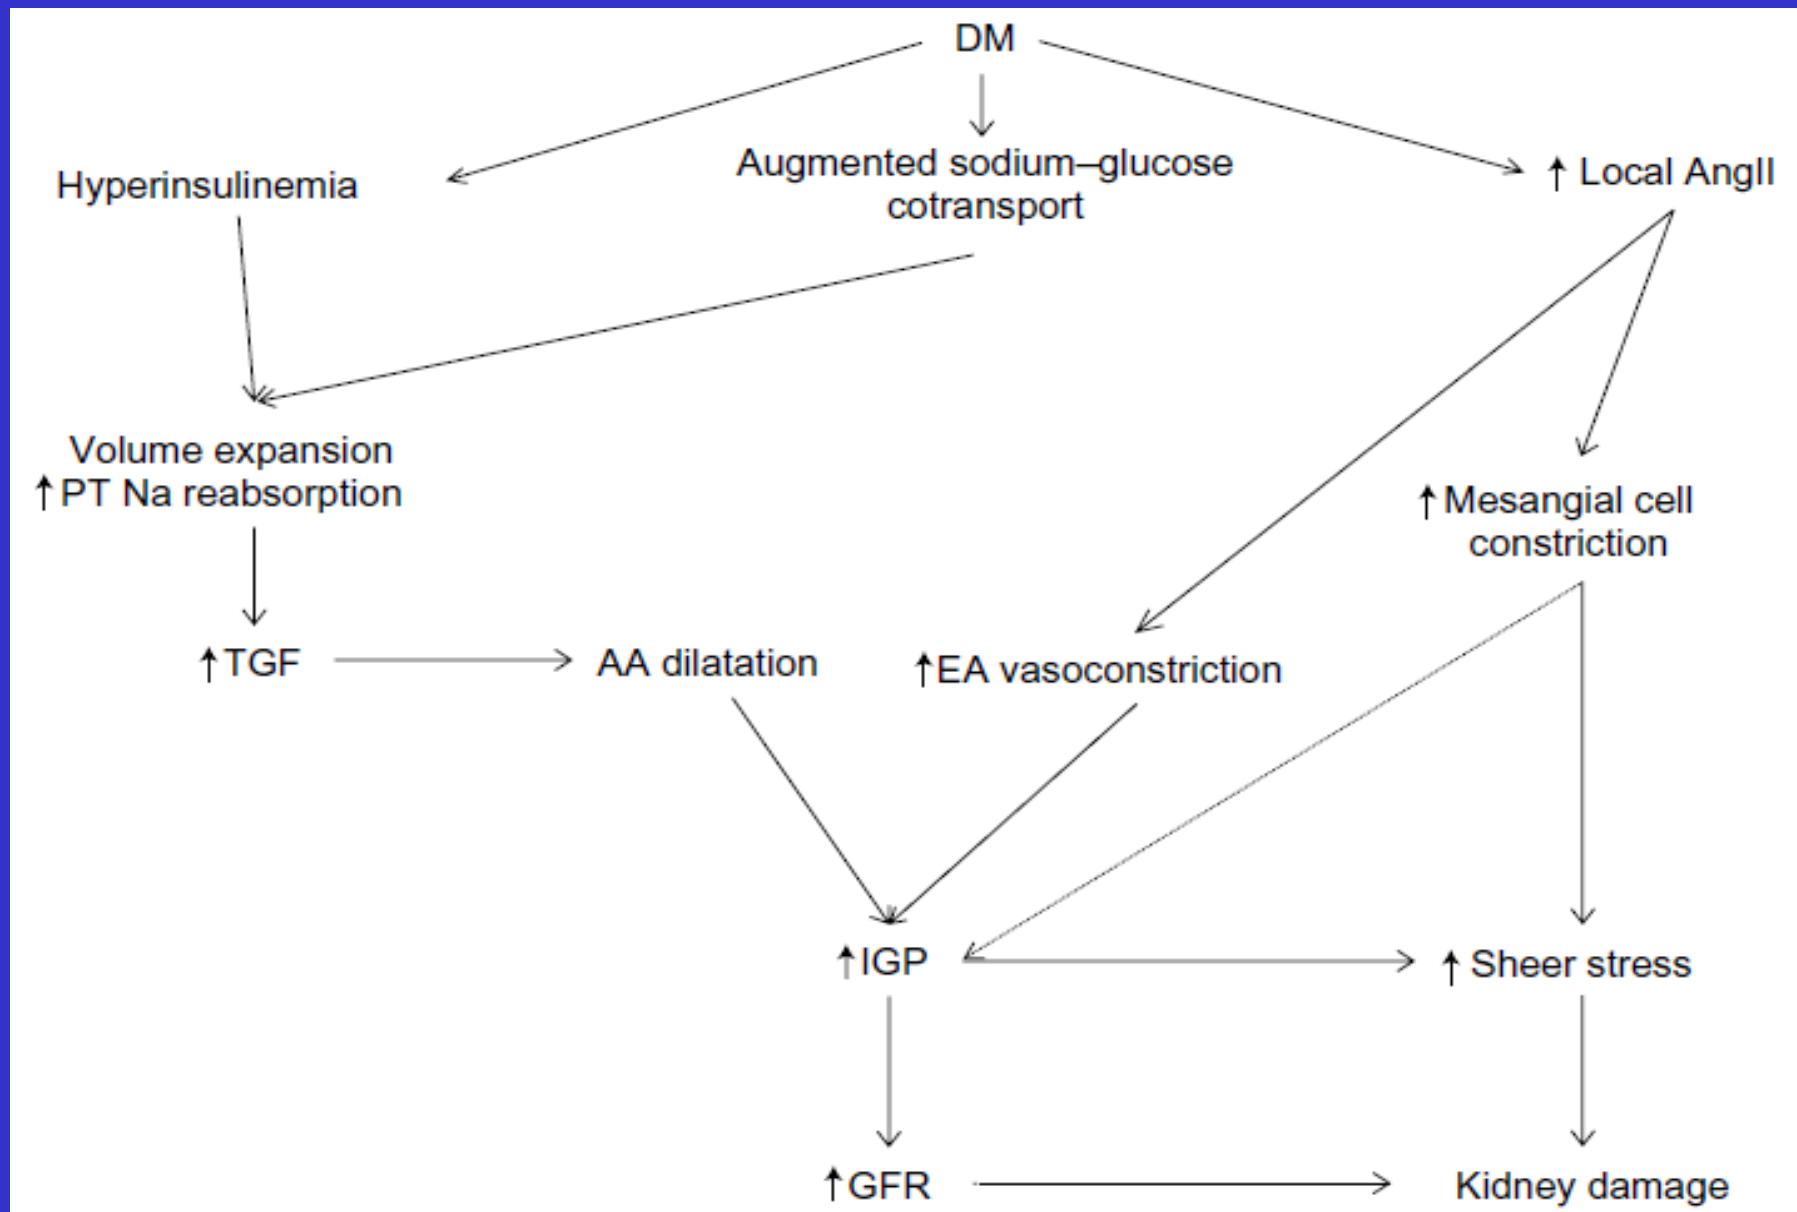 DM
Hyperinsulinemia
Augmented sodium–glucose
cotransport
↑ Local AngII
Volume expansion
↑PT Na reabsorption
↑Mesangial cell
constriction
↑TGF
AA dilatation
↑EA vasoconstriction
↑IGP
↑ Sheer stress
↑GFR
Kidney damage